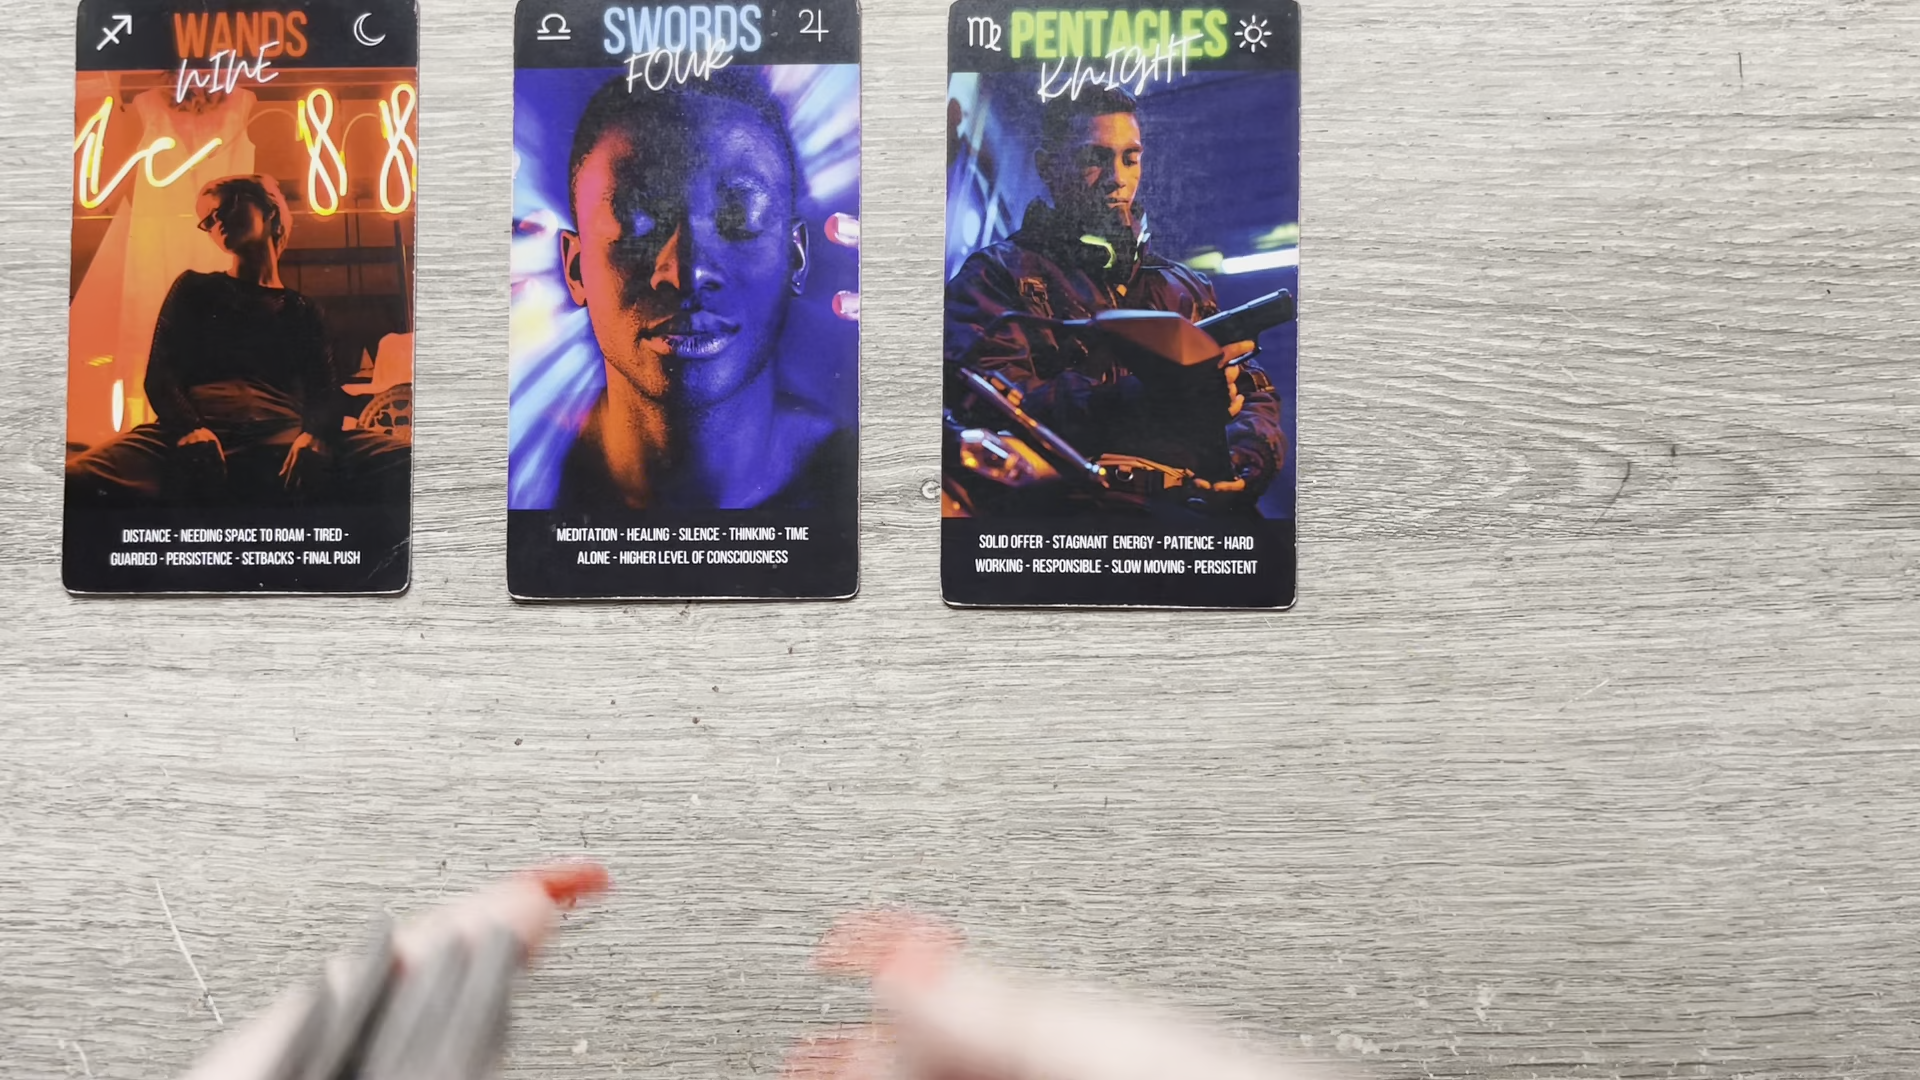 WANDS
NINE
DISTANCE - NEEDING SPACE TO ROAM - TIRED -
GUARDED - PERSISTENCE - SETBACKS - FINAL PUSH
SWORDS
FOUR
MEDITATION - HEALING - SILENCE - THINKING - TIME
ALONE - HIGHER LEVEL OF CONSCIOUSNESS
PENTACLES
KNIGHT
SOLID OFFER - STAGNANT ENERGY - PATIENCE - HARD
WORKING - RESPONSIBLE - SLOW MOVING - PERSISTENT